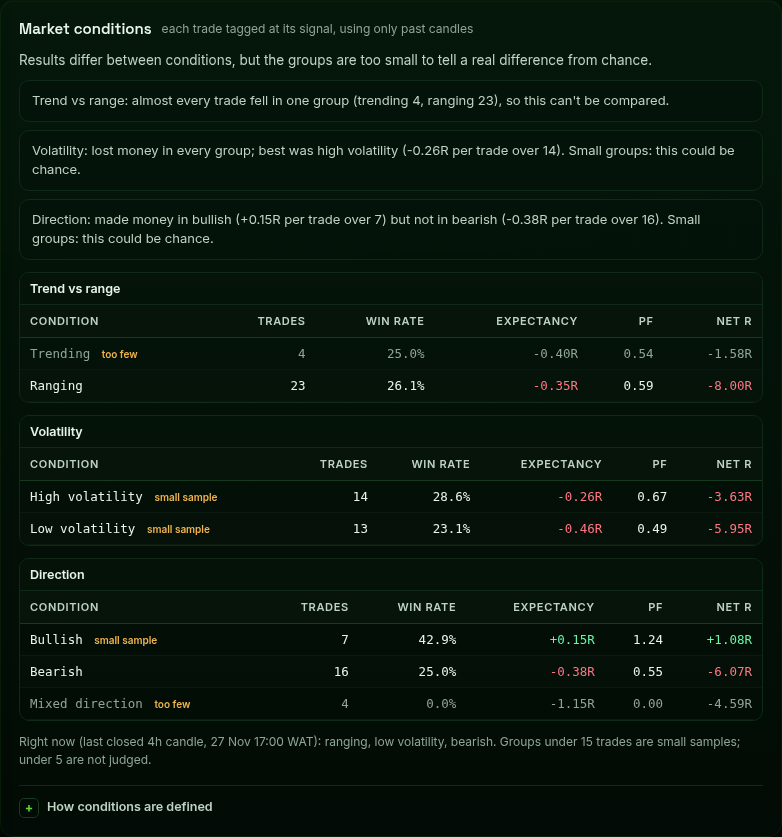 Market conditions each trade tagged at its signal, using only past candles
Results differ between conditions, but the groups are too small to tell a real difference from chance.
Trend vs range: almost every trade fell in one group (trending 4, ranging 23), so this can't be compared.
Volatility: lost money in every group; best was high volatility (-0.26R per trade over 14). Small groups: this could be
chance.
Direction: made money in bullish (+0.15R per trade over 7) but not in bearish (-0.38R per trade over 16). Small
groups: this could be chance.
Trend vs range
CONDITION TRADES WIN RATE EXPECTANCY PF NET R
Trending too few 4 25.0% -0.40R 0.54 -1.58R
Ranging 23 26.1% -0.35R 0.59 -8.00R
Volatility
CONDITION TRADES WIN RATE EXPECTANCY PF NET R
High volatility small sample 14 28.6% -0.26R 0.67 -3.63R
Low volatility small sample 13 23.1% -0.46R 0.49 -5.95R
Direction
CONDITION TRADES WIN RATE EXPECTANCY PF NET R
Bullish small sample 7 42.9% +0.15R 1.24 +1.08R
Bearish 16 25.0% -0.38R 0.55 -6.07R
Mixed direction too few 4 0.0% -1.15R 0.00 -4.59R
Right now (last closed 4h candle, 27 Nov 17:00 WAT): ranging, low volatility, bearish. Groups under 15 trades are small samples;
under 5 are not judged.
+ How conditions are defined